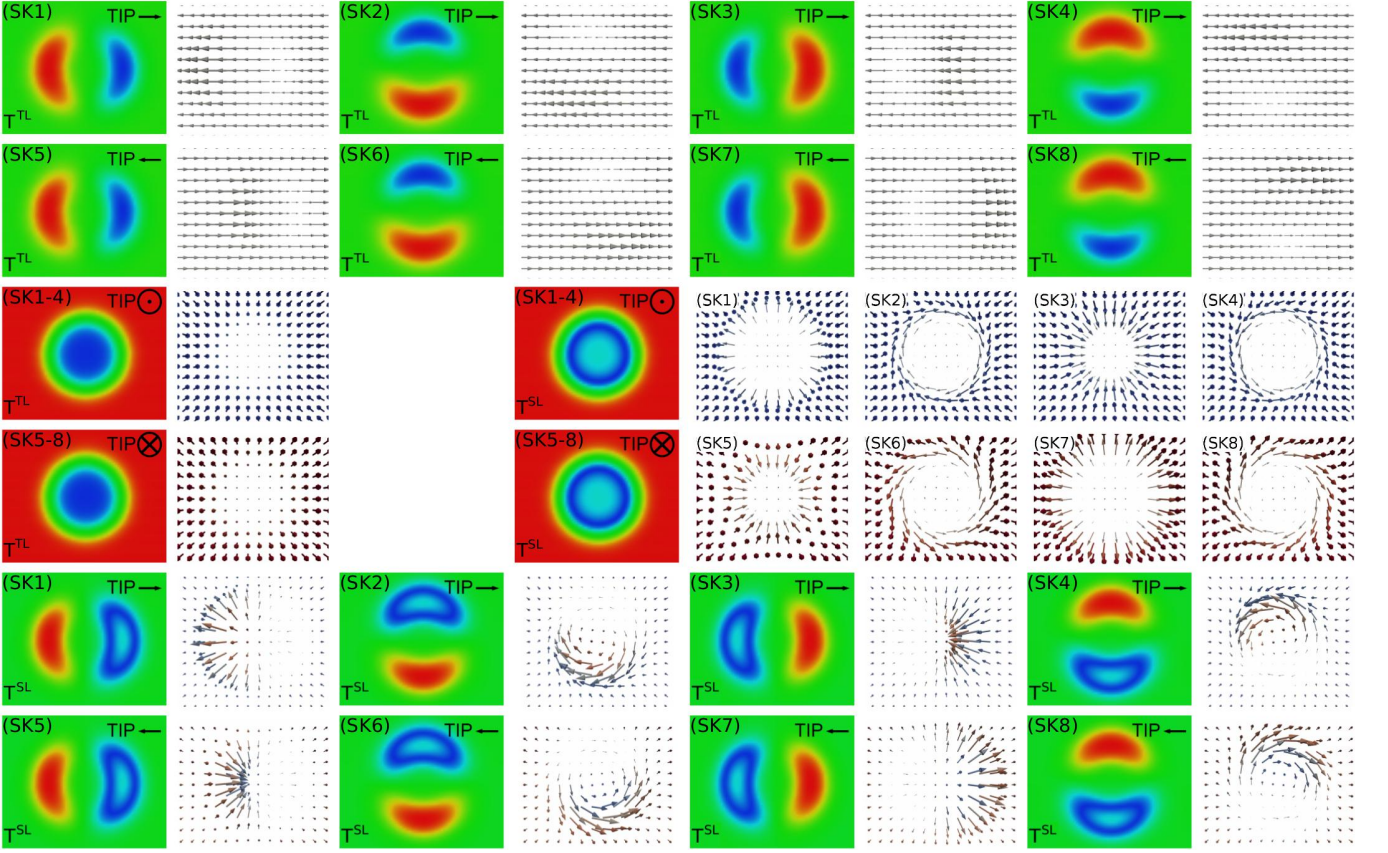 (SK1) TIP → (SK2) TIP → (SK3) TIP → (SK4) TIP →
T^TL T^TL T^TL T^TL
(SK5) TIP ← (SK6) TIP ← (SK7) TIP ← (SK8) TIP ←
T^TL T^TL T^TL T^TL
(SK1-4) TIP ⊙ (SK1-4) TIP ⊙ (SK1) (SK2) (SK3) (SK4)
T^TL T^SL
(SK5-8) TIP ⊗ (SK5-8) TIP ⊗ (SK5) (SK6) (SK7) (SK8)
T^TL T^SL
(SK1) TIP → (SK2) TIP → (SK3) TIP → (SK4) TIP →
T^SL T^SL T^SL T^SL
(SK5) TIP ← (SK6) TIP ← (SK7) TIP ← (SK8) TIP ←
T^SL T^SL T^SL T^SL